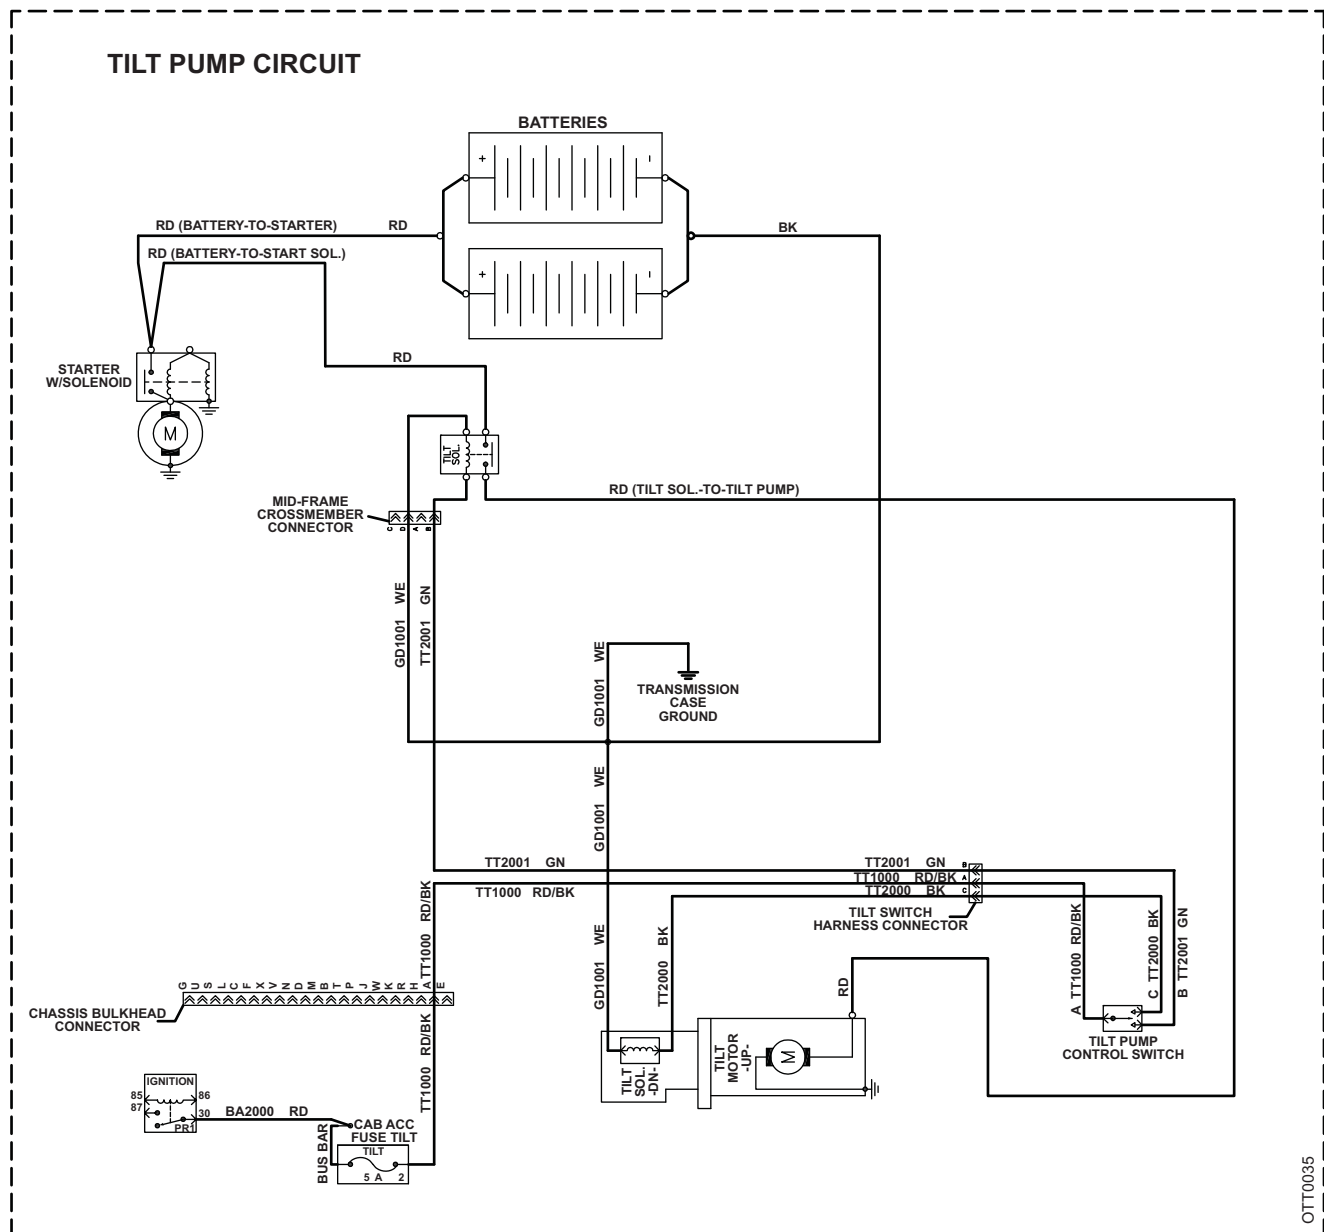 TILT PUMP CIRCUIT
BATTERIES
+ -
RD (BATTERY-TO-STARTER) RD
BK
RD (BATTERY-TO-START SOL.)
+ -
RD
STARTER
W/SOLENOID
M
TILT
SOL.
RD (TILT SOL.-TO-TILT PUMP)
MID-FRAME
CROSSMEMBER
CONNECTOR
C D A B
GD1001 WE
TT2001 GN
GD1001 WE
TRANSMISSION
CASE
GROUND
GD1001 WE
TT2001 GN
TT2001 GN B
TT1000 RD/BK
TT1000 RD/BK A
TT2000 BK C
TILT SWITCH
HARNESS CONNECTOR
TT1000 RD/BK
GD1001 WE
TT2000 BK
RD
A TT1000 RD/BK
C TT2000 BK
B TT2001 GN
G U S L C F X V N D M B T P J W K R H A E
CHASSIS BULKHEAD
CONNECTOR
TT1000 RD/BK
TILT
SOL.
-DN-
TILT
MOTOR
-UP-
M
TILT PUMP
CONTROL SWITCH
IGNITION
85 86
87 30
PR1
BA2000 RD
CAB ACC
FUSE TILT
BUS BAR
TILT
5 A 2
OTT0035